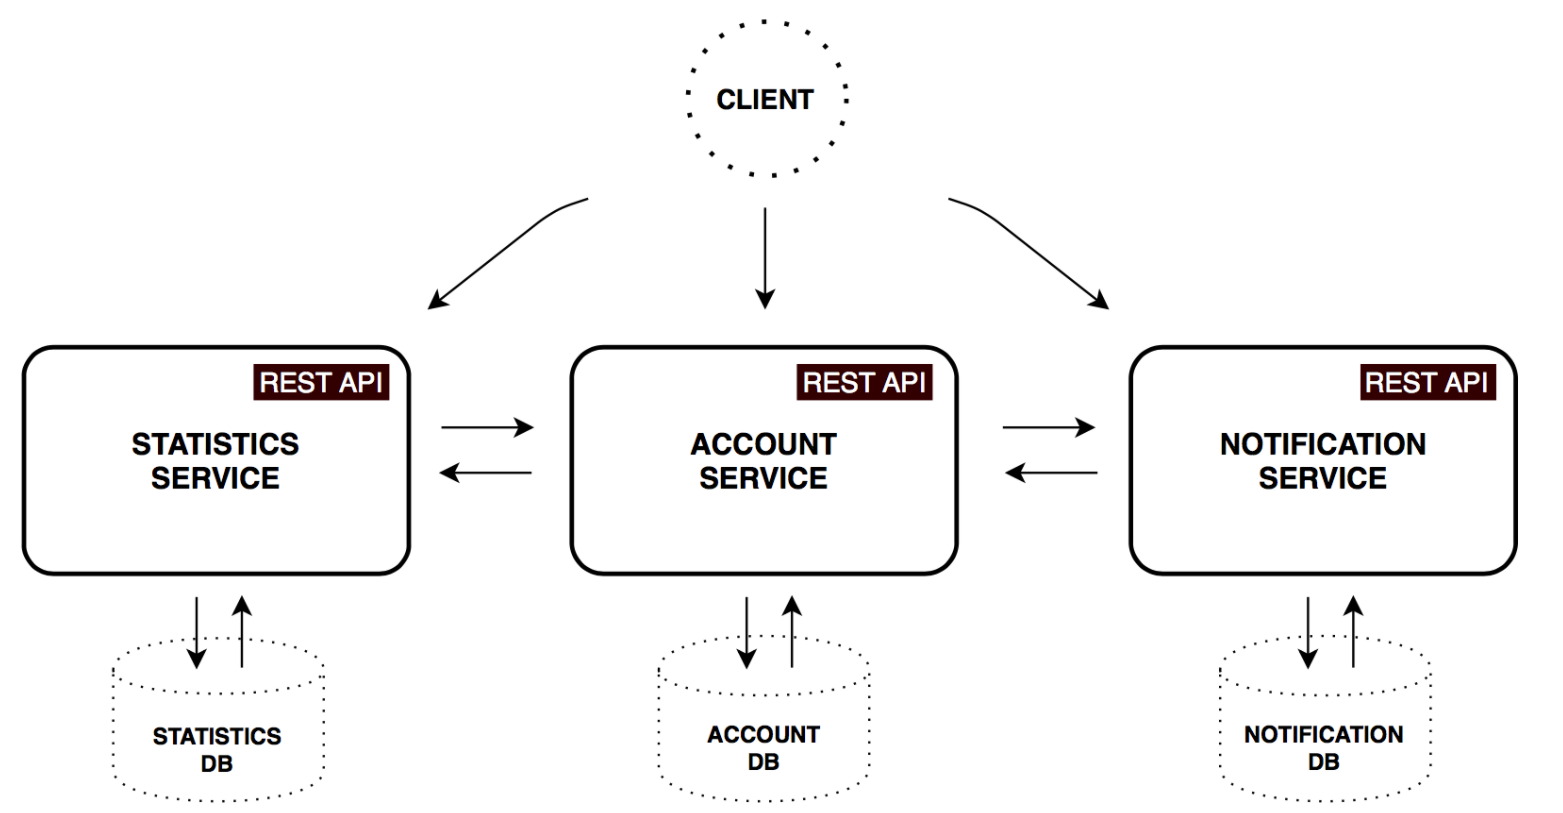 CLIENT
REST API
STATISTICS
SERVICE
REST API
ACCOUNT
SERVICE
REST API
NOTIFICATION
SERVICE
STATISTICS
DB
ACCOUNT
DB
NOTIFICATION
DB